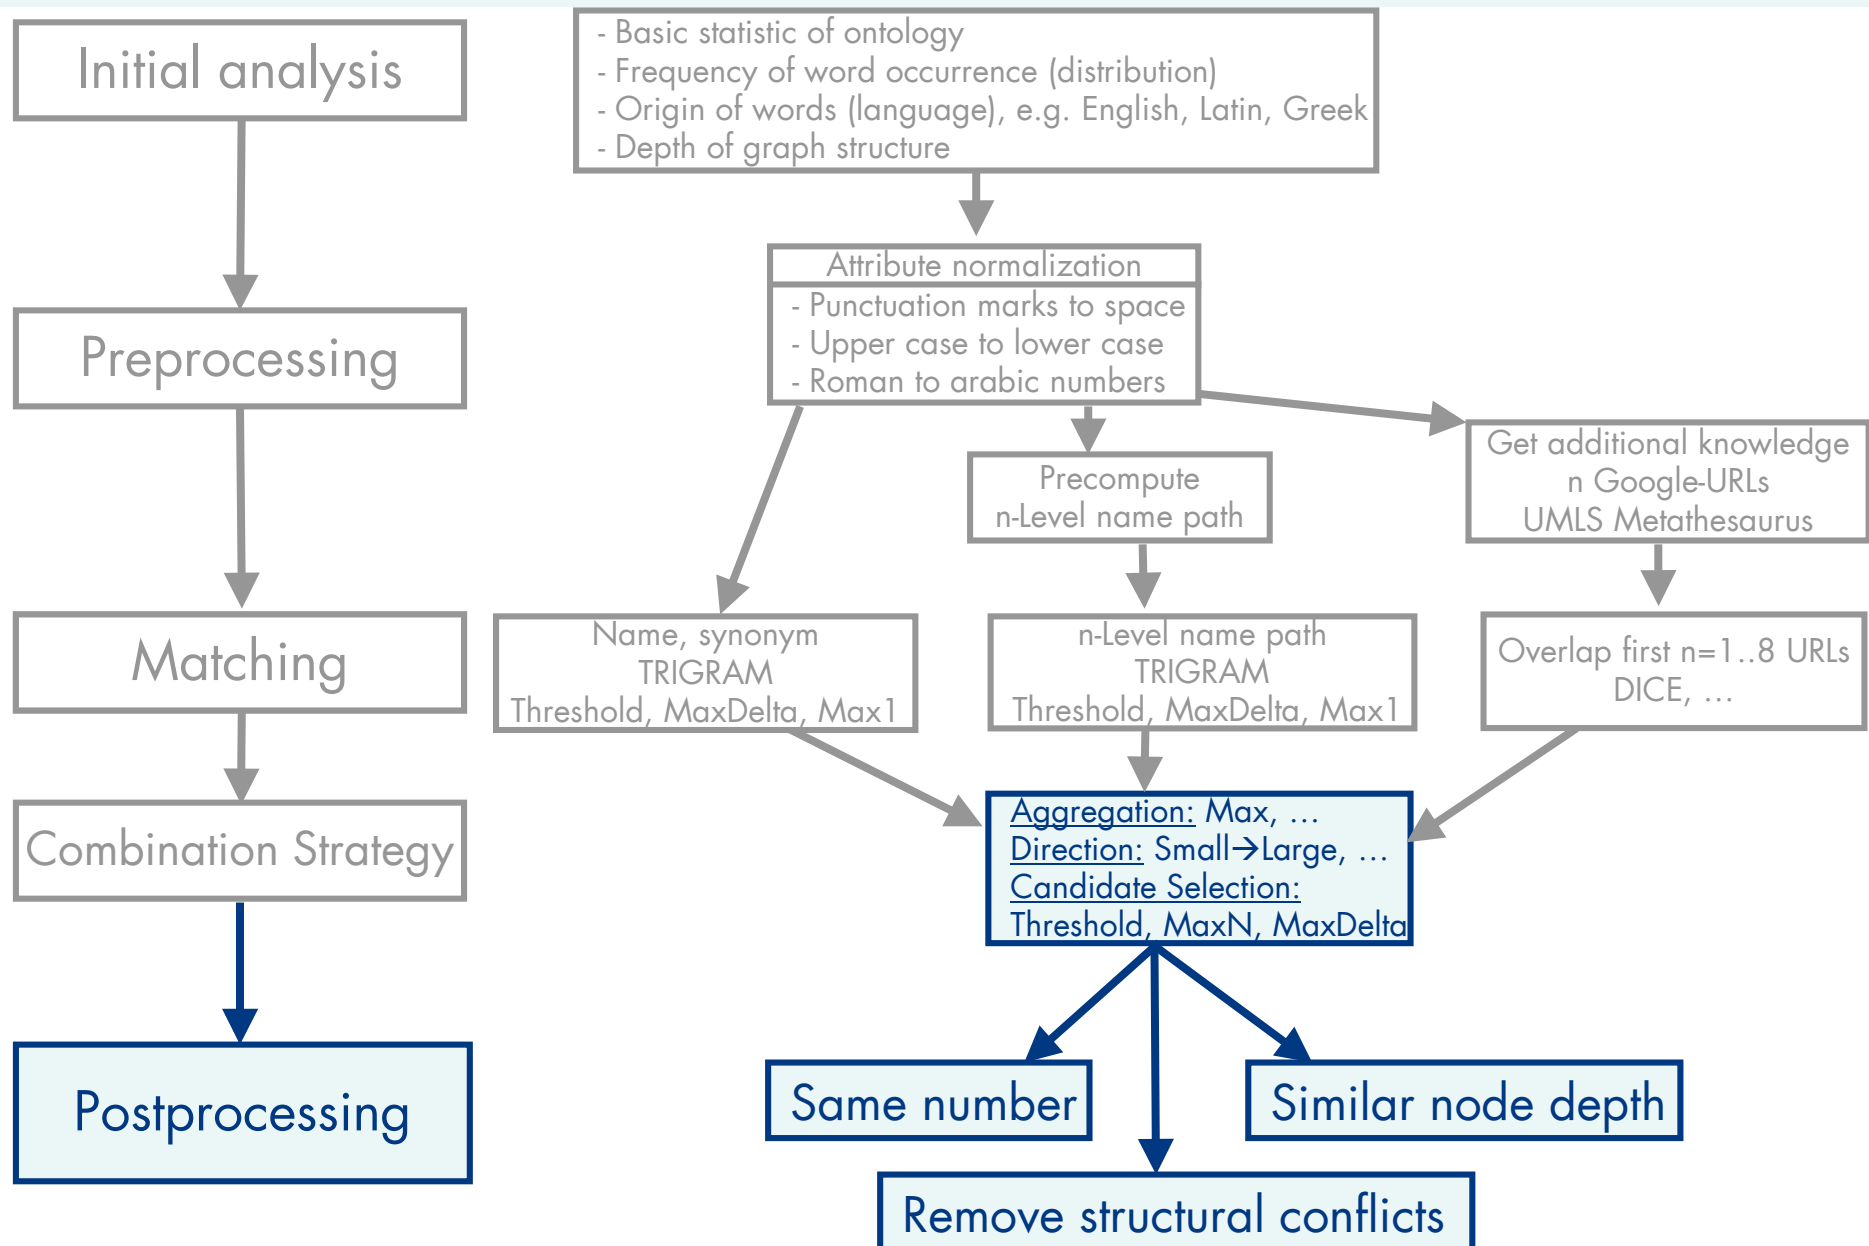 Initial analysis
- Basic statistic of ontology
- Frequency of word occurrence (distribution)
- Origin of words (language), e.g. English, Latin, Greek
- Depth of graph structure
Preprocessing
Attribute normalization
- Punctuation marks to space
- Upper case to lower case
- Roman to arabic numbers
Precompute
n-Level name path
Get additional knowledge
n Google-URLs
UMLS Metathesaurus
Matching
Name, synonym
TRIGRAM
Threshold, MaxDelta, Max1
n-Level name path
TRIGRAM
Threshold, MaxDelta, Max1
Overlap first n=1..8 URLs
DICE, ...
Combination Strategy
Aggregation: Max, ...
Direction: Small→Large, ...
Candidate Selection:
Threshold, MaxN, MaxDelta
Postprocessing
Same number
Similar node depth
Remove structural conflicts